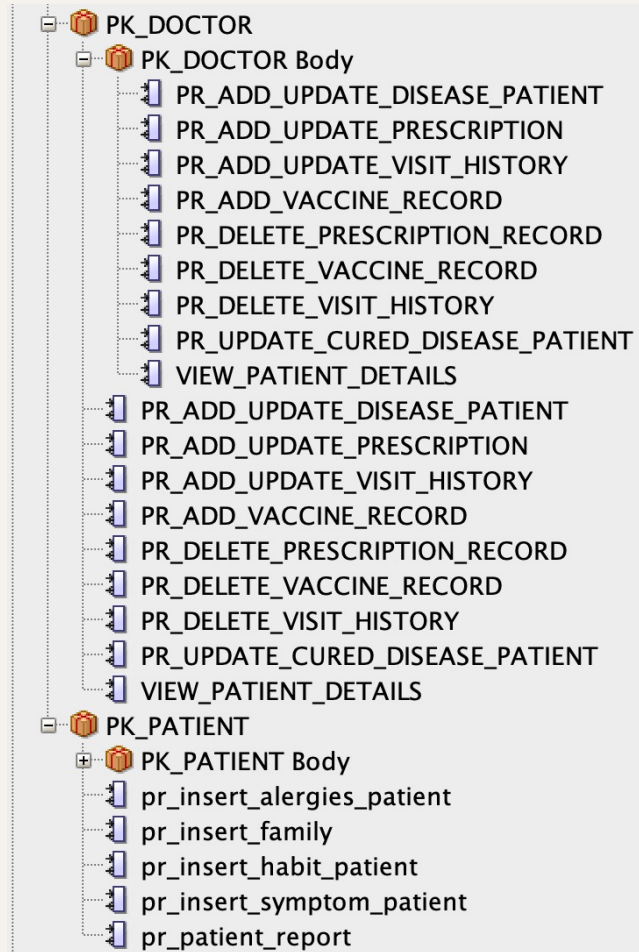 PK_DOCTOR
PK_DOCTOR Body
PR_ADD_UPDATE_DISEASE_PATIENT
PR_ADD_UPDATE_PRESCRIPTION
PR_ADD_UPDATE_VISIT_HISTORY
PR_ADD_VACCINE_RECORD
PR_DELETE_PRESCRIPTION_RECORD
PR_DELETE_VACCINE_RECORD
PR_DELETE_VISIT_HISTORY
PR_UPDATE_CURED_DISEASE_PATIENT
VIEW_PATIENT_DETAILS
PR_ADD_UPDATE_DISEASE_PATIENT
PR_ADD_UPDATE_PRESCRIPTION
PR_ADD_UPDATE_VISIT_HISTORY
PR_ADD_VACCINE_RECORD
PR_DELETE_PRESCRIPTION_RECORD
PR_DELETE_VACCINE_RECORD
PR_DELETE_VISIT_HISTORY
PR_UPDATE_CURED_DISEASE_PATIENT
VIEW_PATIENT_DETAILS
PK_PATIENT
PK_PATIENT Body
pr_insert_alergies_patient
pr_insert_family
pr_insert_habit_patient
pr_insert_symptom_patient
pr_patient_report